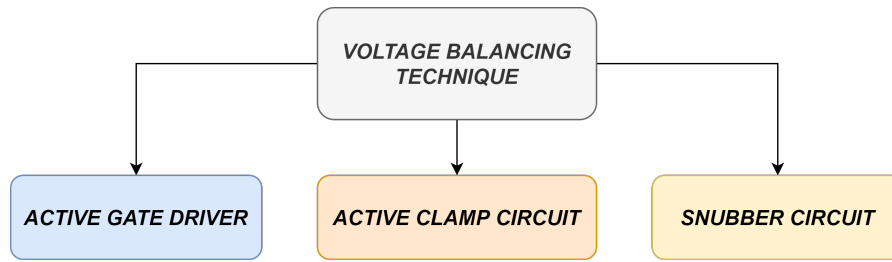 VOLTAGE BALANCING
TECHNIQUE
ACTIVE GATE DRIVER
ACTIVE CLAMP CIRCUIT
SNUBBER CIRCUIT